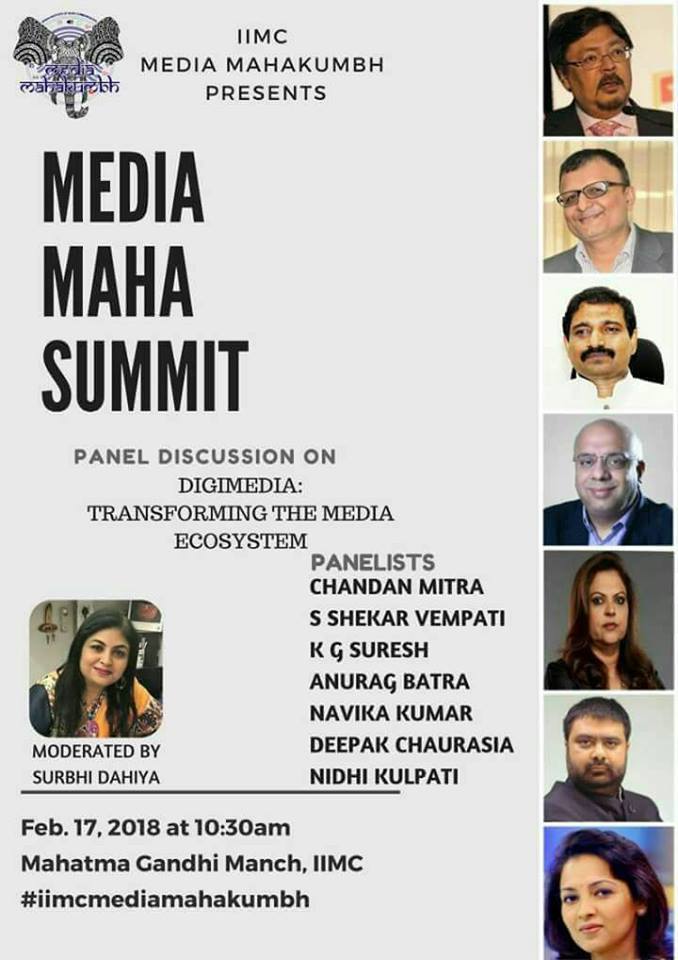 media
mahakumbh
IIMC
MEDIA MAHAKUMBH
PRESENTS
MEDIA
MAHA
SUMMIT
PANEL DISCUSSION ON
DIGIMEDIA:
TRANSFORMING THE MEDIA
ECOSYSTEM
PANELISTS
CHANDAN MITRA
S SHEKAR VEMPATI
K G SURESH
ANURAG BATRA
NAVIKA KUMAR
DEEPAK CHAURASIA
NIDHI KULPATI
MODERATED BY
SURBHI DAHIYA
Feb. 17, 2018 at 10:30am
Mahatma Gandhi Manch, IIMC
#iimcmediamahakumbh